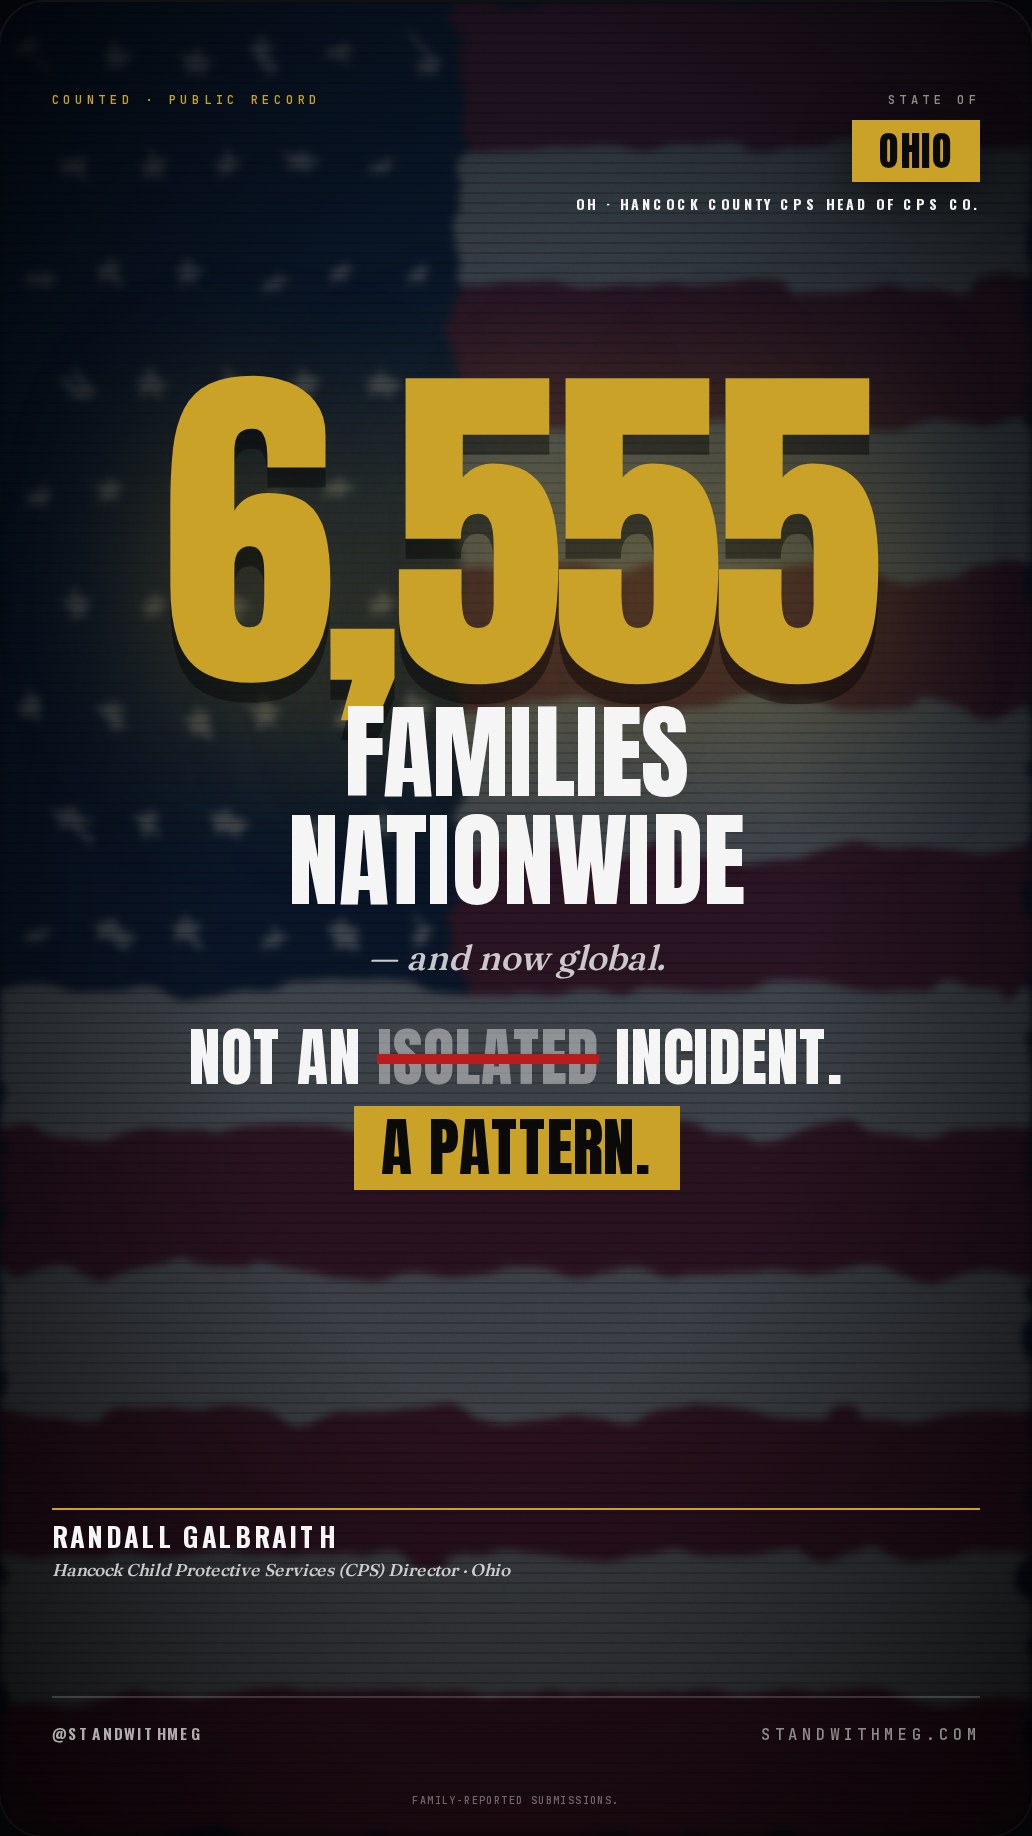 COUNTED · PUBLIC RECORD
STATE OF
OHIO
OH · HANCOCK COUNTY CPS HEAD OF CPS CO.
6,555
FAMILIES
NATIONWIDE
— and now global.
NOT AN ISOLATED INCIDENT.
A PATTERN.
RANDALL GALBRAITH
Hancock Child Protective Services (CPS) Director · Ohio
@STANDWITHMEG
STANDWITHMEG.COM
FAMILY-REPORTED SUBMISSIONS.